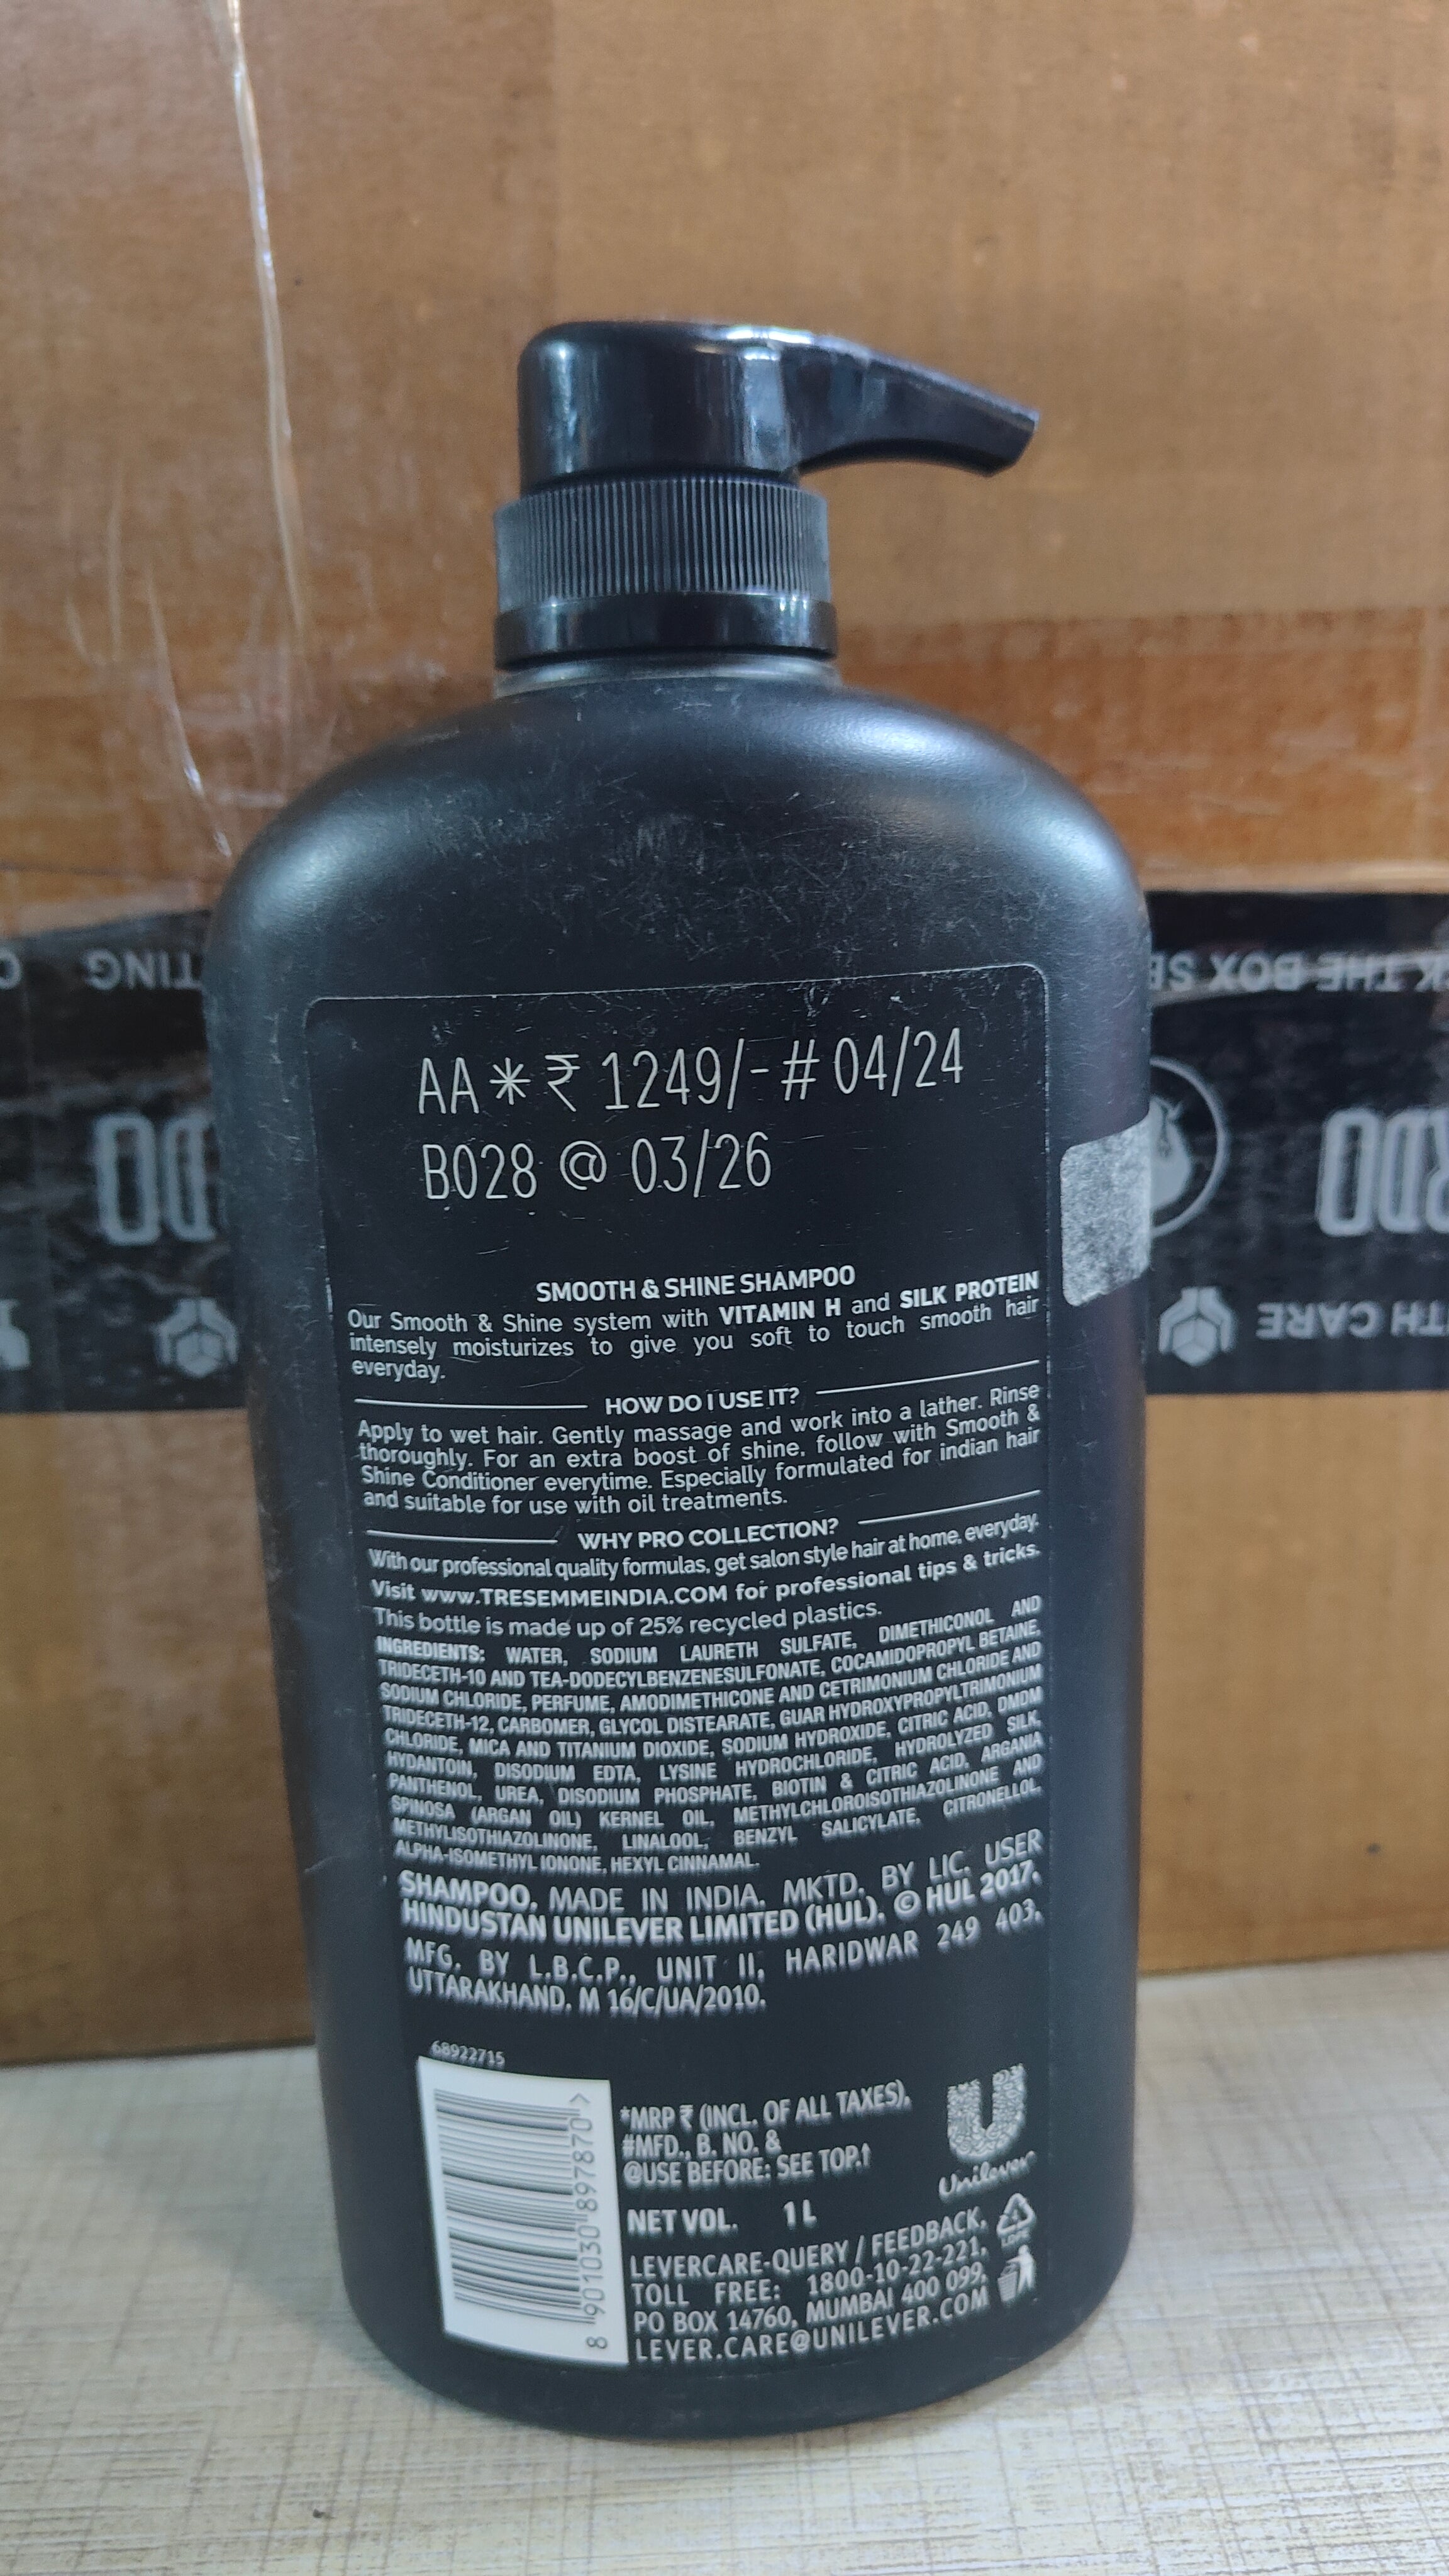 AA*₹ 1249/- # 04/24
B028 @ 03/26
SMOOTH & SHINE SHAMPOO
Our Smooth & Shine system with VITAMIN H and SILK PROTEIN
intensely moisturizes to give you soft to touch smooth hair
everyday.
HOW DO I USE IT?
Apply to wet hair. Gently massage and work into a lather. Rinse
thoroughly. For an extra boost of shine, follow with Smooth &
Shine Conditioner everytime. Especially formulated for indian hair
and suitable for use with oil treatments.
WHY PRO COLLECTION?
With our professional quality formulas, get salon style hair at home, everyday.
Visit www.TRESEMMEINDIA.COM for professional tips & tricks.
This bottle is made up of 25% recycled plastics.
INGREDIENTS: WATER, SODIUM LAURETH SULFATE, DIMETHICONOL AND
TRIDECETH-10 AND TEA-DODECYLBENZENESULFONATE, COCAMIDOPROPYL BETAINE,
SODIUM CHLORIDE, PERFUME, AMODIMETHICONE AND CETRIMONIUM CHLORIDE AND
TRIDECETH-12, CARBOMER, GLYCOL DISTEARATE, GUAR HYDROXYPROPYLTRIMONIUM
CHLORIDE, MICA AND TITANIUM DIOXIDE, SODIUM HYDROXIDE, CITRIC ACID, DMDM
HYDANTOIN, DISODIUM EDTA, LYSINE HYDROCHLORIDE, HYDROLYZED SILK,
PANTHENOL, UREA, DISODIUM PHOSPHATE, BIOTIN & CITRIC ACID, ARGANIA
SPINOSA (ARGAN OIL) KERNEL OIL, METHYLCHLOROISOTHIAZOLINONE AND
METHYLISOTHIAZOLINONE, LINALOOL, BENZYL SALICYLATE, CITRONELLOL,
ALPHA-ISOMETHYL IONONE, HEXYL CINNAMAL.
SHAMPOO. MADE IN INDIA. MKTD. BY LIC. USER
HINDUSTAN UNILEVER LIMITED (HUL). © HUL 2017.
MFG. BY L.B.C.P., UNIT II, HARIDWAR 249 403,
UTTARAKHAND. M 16/C/UA/2010.
68922715
8 901030 897870 >
*MRP ₹ (INCL. OF ALL TAXES),
#MFD., B. NO. &
@USE BEFORE: SEE TOP.↑
Unilever
NET VOL. 1 L
4
LDPE
LEVERCARE-QUERY / FEEDBACK,
TOLL FREE: 1800-10-22-221,
PO BOX 14760, MUMBAI 400 099,
LEVER.CARE@UNILEVER.COM
THE BOX
CARE